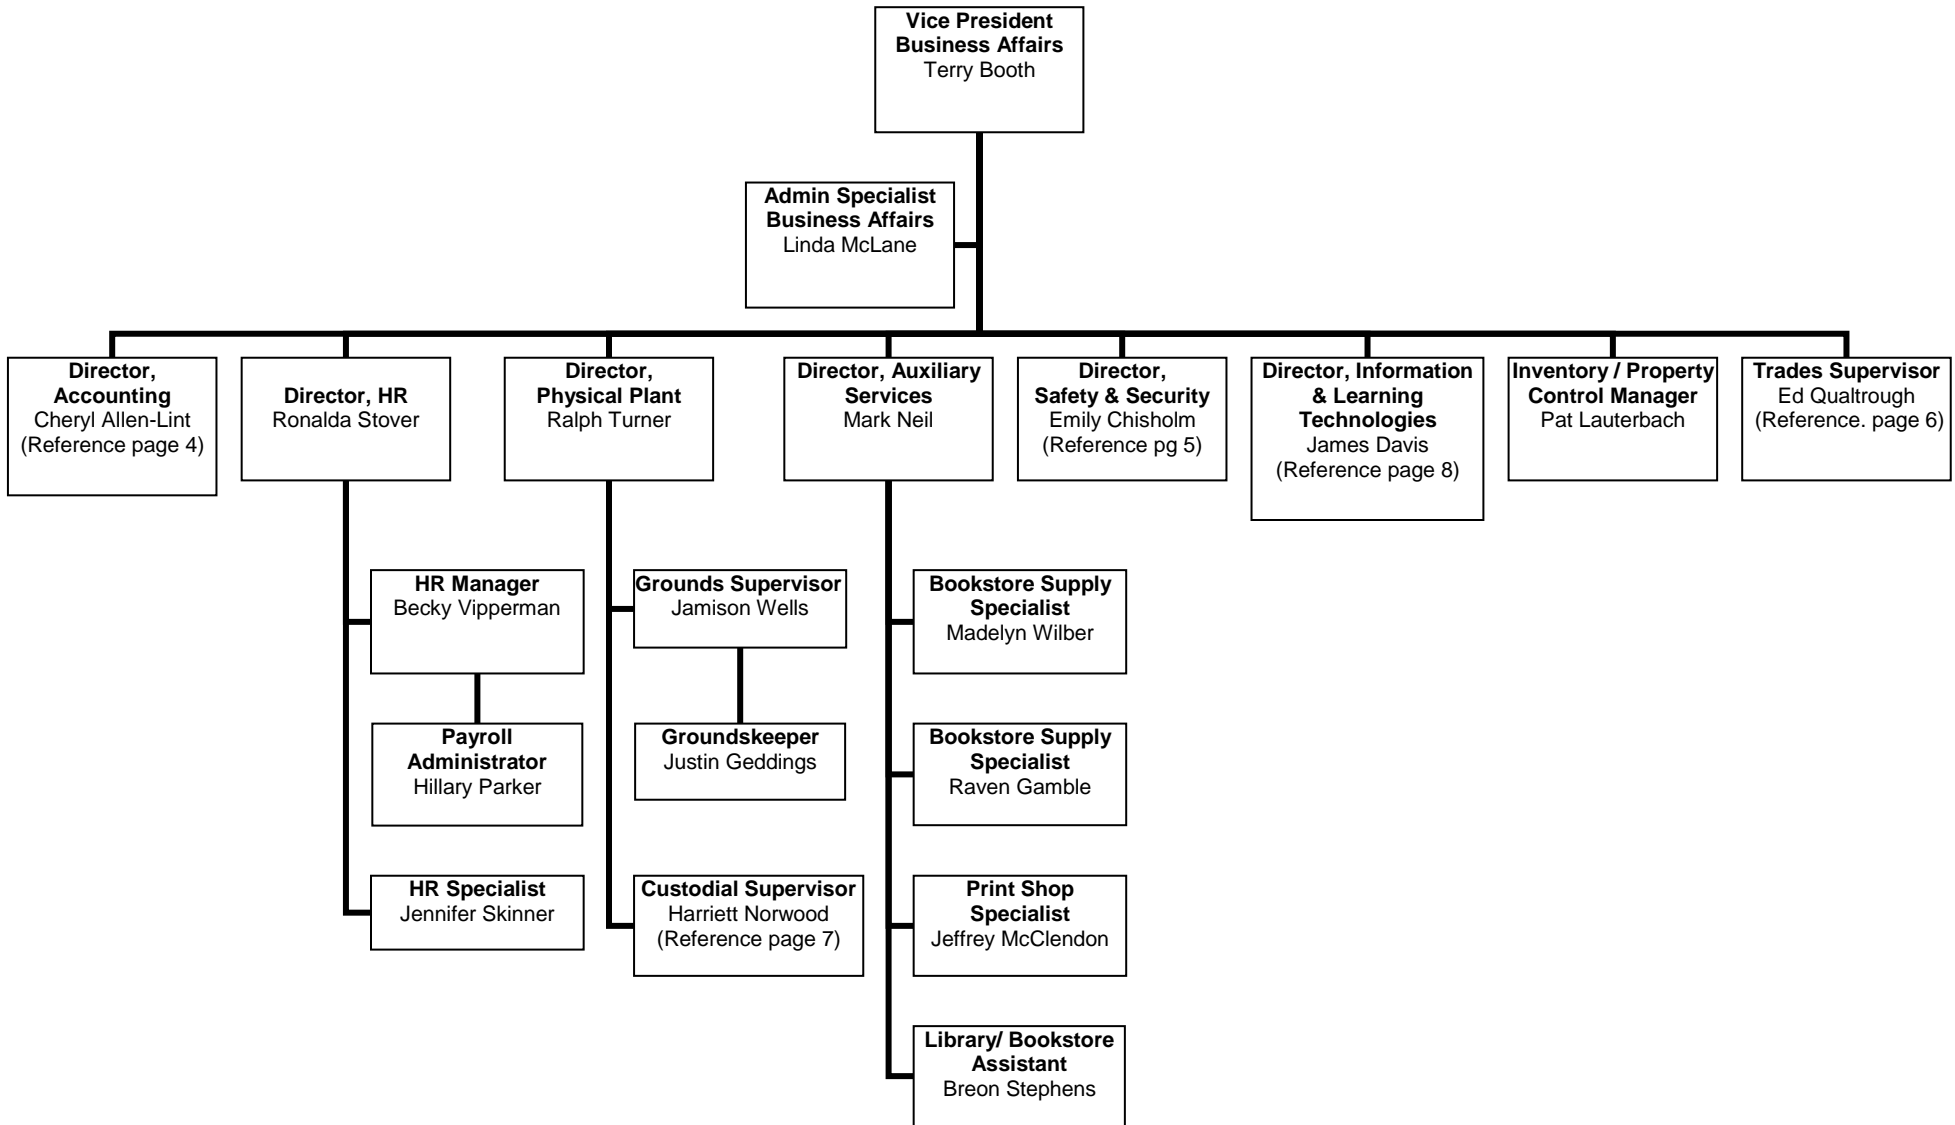 Vice President
Business Affairs
Terry Booth
Admin Specialist
Business Affairs
Linda McLane
Director,
Accounting
Cheryl Allen-Lint
(Reference page 4)
Director, HR
Ronalda Stover
Director,
Physical Plant
Ralph Turner
Director, Auxiliary
Services
Mark Neil
Director,
Safety & Security
Emily Chisholm
(Reference pg 5)
Director, Information
& Learning
Technologies
James Davis
(Reference page 8)
Inventory / Property
Control Manager
Pat Lauterbach
Trades Supervisor
Ed Qualtrough
(Reference. page 6)
HR Manager
Becky Vipperman
Grounds Supervisor
Jamison Wells
Bookstore Supply
Specialist
Madelyn Wilber
Payroll
Administrator
Hillary Parker
Groundskeeper
Justin Geddings
Bookstore Supply
Specialist
Raven Gamble
HR Specialist
Jennifer Skinner
Custodial Supervisor
Harriett Norwood
(Reference page 7)
Print Shop
Specialist
Jeffrey McClendon
Library/ Bookstore
Assistant
Breon Stephens